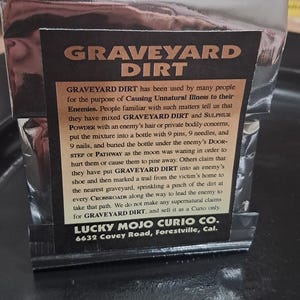 GRAVEYARD
DIRT
GRAVEYARD DIRT has been used by many people
for the purpose of Causing Unnatural Illness to their
Enemies. People familiar with such matters tell us that
they have mixed GRAVEYARD DIRT and SULPHUR
POWDER with an enemy's hair or private bodily concerns,
put the mixture into a bottle with 9 pins, 9 needles, and
9 nails, and buried the bottle under the enemy's DOOR-
STEP or PATHWAY as the moon was waning in order to
hurt them or cause them to pine away. Others claim that
they have put GRAVEYARD DIRT into an enemy's
shoe and then marked a trail from the victim's home to
the nearest graveyard, sprinkling a pinch of the dirt at
every CROSSROADS along the way to lead the enemy to
take that path. We do not make any supernatural claims
for GRAVEYARD DIRT, and sell it as a Curio only.
LUCKY MOJO CURIO CO.
6632 Covey Road, Forestville, Cal.